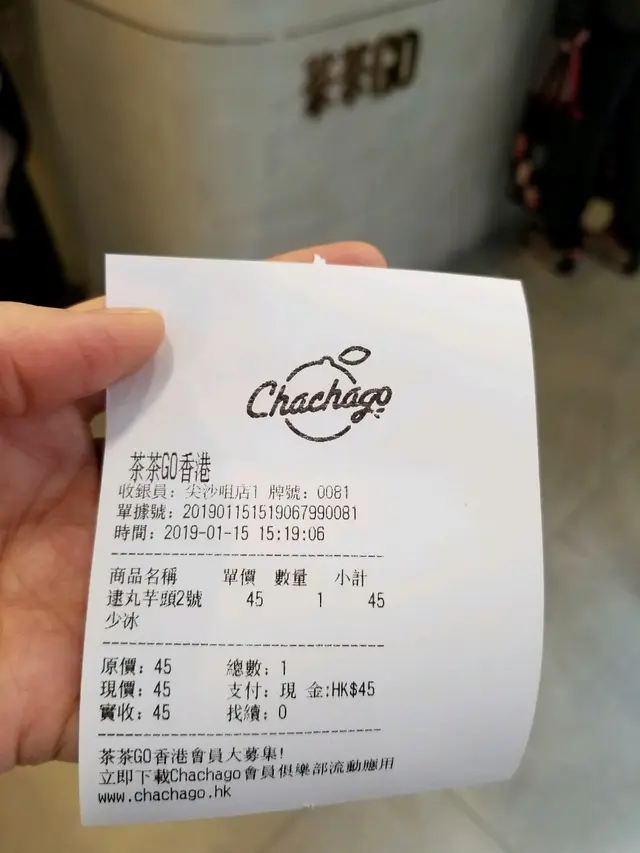 茶茶GO
Chachago
茶茶GO香港
收銀員: 尖沙咀店1 牌號: 0081
單據號: 201901151519067990081
時間: 2019-01-15 15:19:06
商品名稱 單價 數量 小計
逮丸芋頭2號 45 1 45
少冰
原價: 45 總數: 1
現價: 45 支付: 現 金:HK$45
實收: 45 找續: 0
茶茶GO香港會員大募集!
立即下載Chachago會員俱樂部流動應用
www.chachago.hk